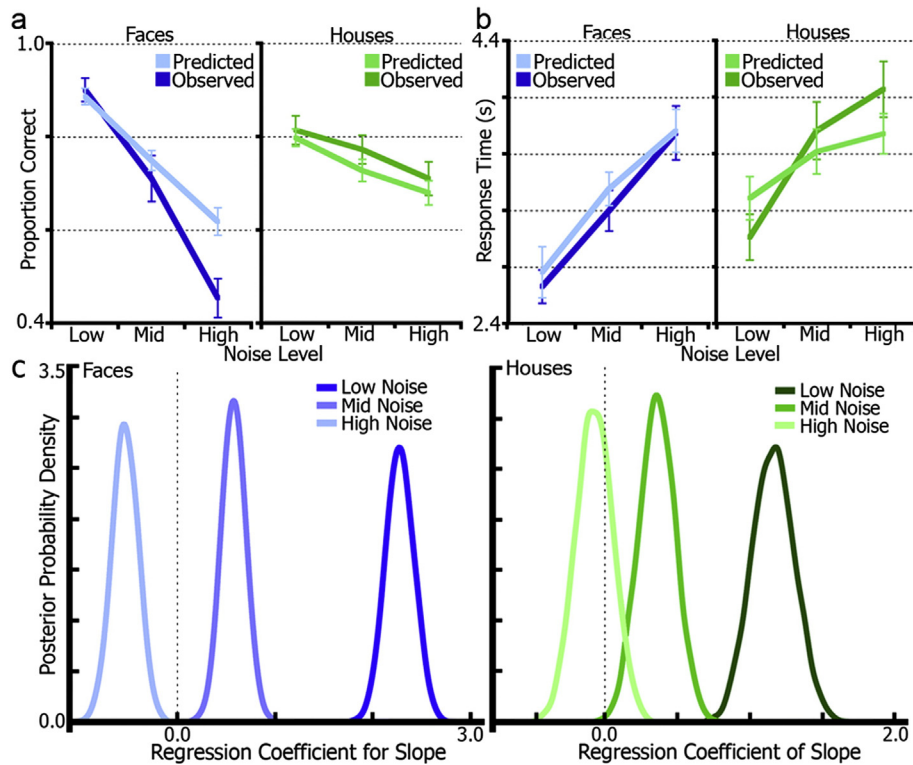 a
Faces
Houses
1.0
Predicted
Observed
Predicted
Observed
Proportion Correct
0.4
Low Mid High
Low Mid High
Noise Level
b
Faces
Houses
4.4
Predicted
Observed
Predicted
Observed
Response Time (s)
2.4
Low Mid High
Low Mid High
Noise Level
c
3.5
Faces
Low Noise
Mid Noise
High Noise
Posterior Probability Density
0.0
0.0
3.0
Regression Coefficient for Slope
Houses
Low Noise
Mid Noise
High Noise
0.0
2.0
Regression Coefficient of Slope